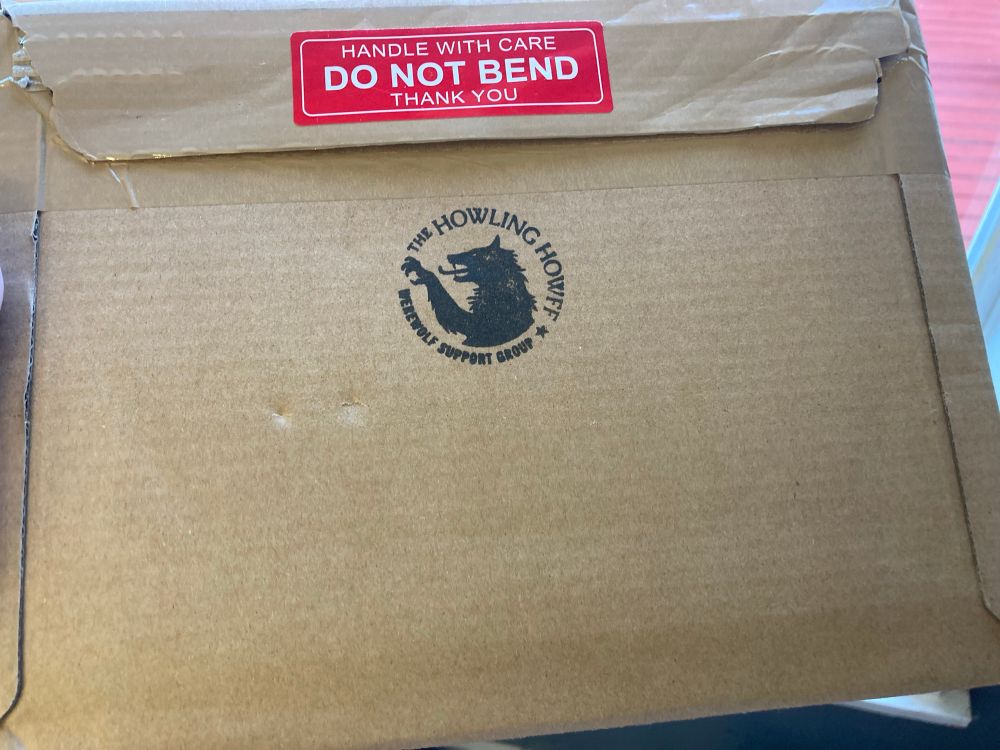 HANDLE WITH CARE
DO NOT BEND
THANK YOU
THE HOWLING HOWFF
WEREWOLF SUPPORT GROUP ★